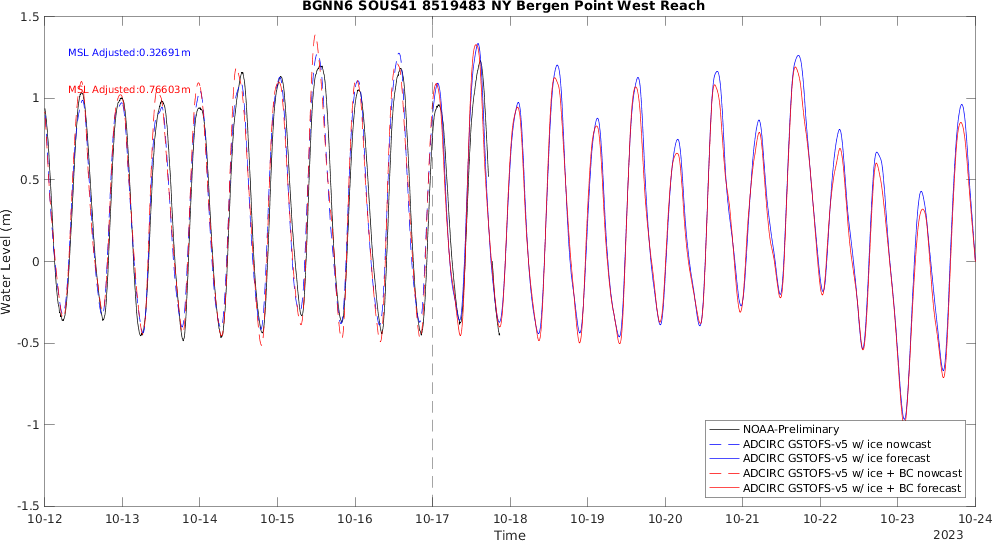 BGNN6 SOUS41 8519483 NY Bergen Point West Reach
1.5
MSL Adjusted:0.32691m
MSL Adjusted:0.76603m
1
0.5
0
-0.5
-1
-1.5
Water Level (m)
NOAA-Preliminary
ADCIRC GSTOFS-v5 w/ ice nowcast
ADCIRC GSTOFS-v5 w/ ice forecast
ADCIRC GSTOFS-v5 w/ ice + BC nowcast
ADCIRC GSTOFS-v5 w/ ice + BC forecast
10-12 10-13 10-14 10-15 10-16 10-17 10-18 10-19 10-20 10-21 10-22 10-23 10-24
Time
2023